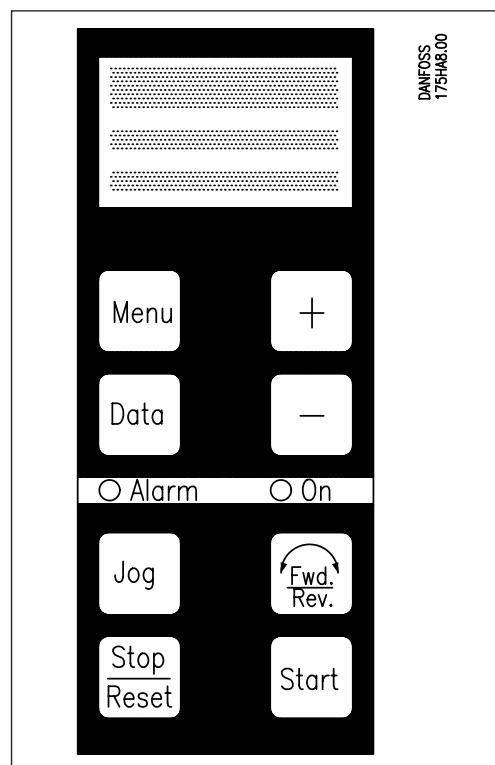 DANFOSS
175HA8.00
Menu
+
Data
−
Alarm
On
Jog
Fwd.
Rev.
Stop
Reset
Start